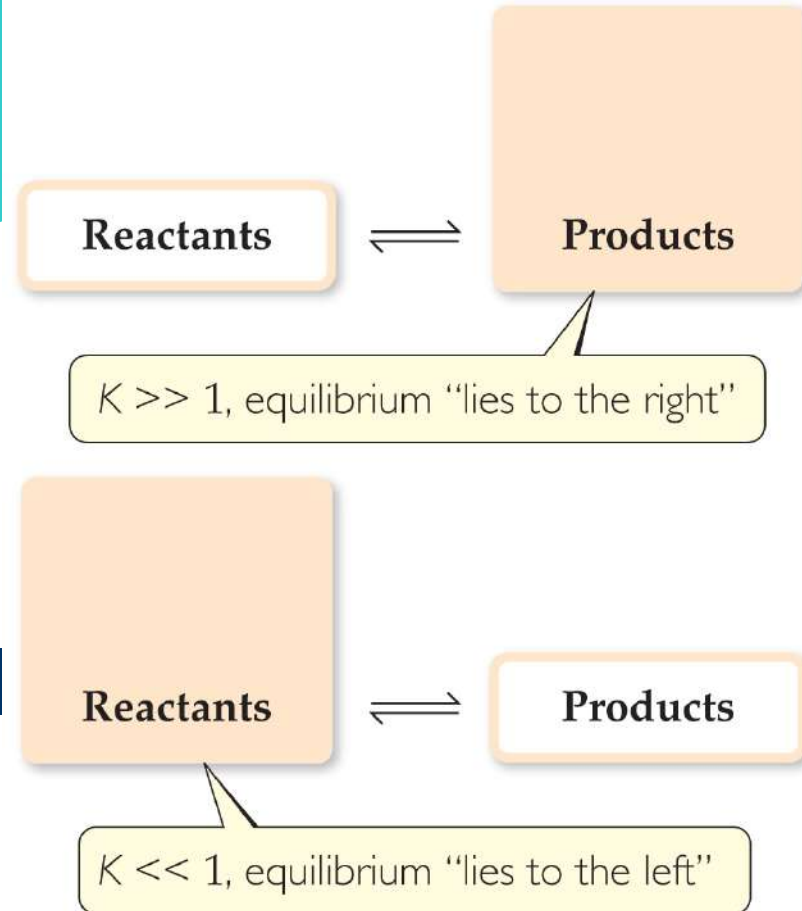 Reactants ⇌ Products
K >> 1, equilibrium “lies to the right”
Reactants ⇌ Products
K << 1, equilibrium “lies to the left”